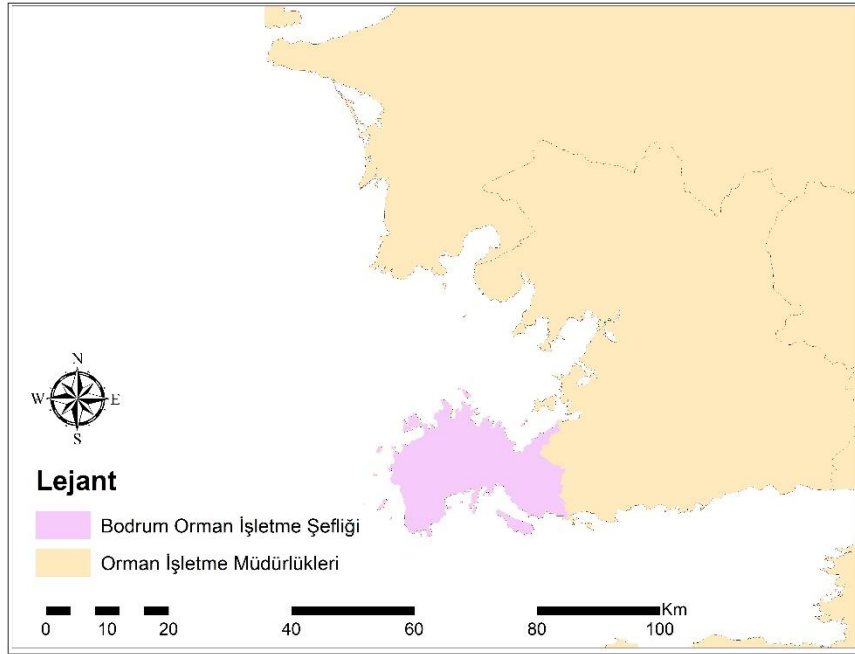 N
W E
S
Lejant
Bodrum Orman İşletme Şefliği
Orman İşletme Müdürlükleri
Km
0 10 20 40 60 80 100